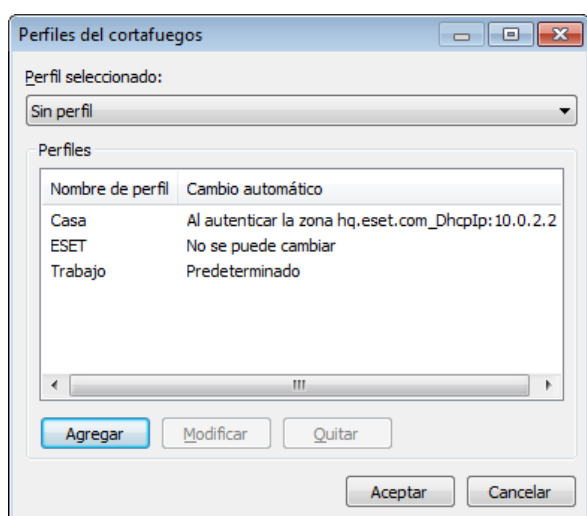 Perfiles del cortafuegos
Perfil seleccionado:
Sin perfil
Perfiles
Nombre de perfil Cambio automático
Casa Al autenticar la zona hq.eset.com_DhcpIp:10.0.2.2
ESET No se puede cambiar
Trabajo Predeterminado
Agregar Modificar Quitar
Aceptar Cancelar